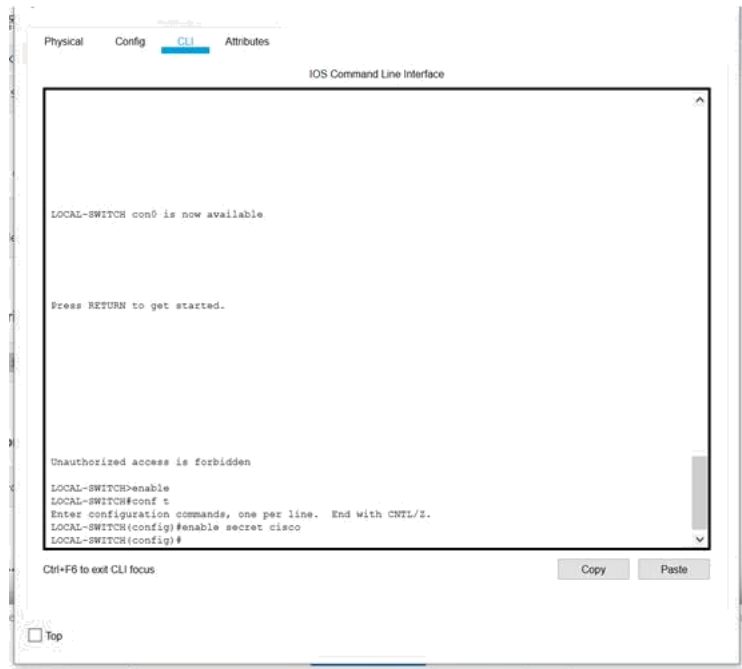 Physical Config CLI Attributes
IOS Command Line Interface
LOCAL-SWITCH con0 is now available
Press RETURN to get started.
Unauthorized access is forbidden
LOCAL-SWITCH>enable
LOCAL-SWITCH#conf t
Enter configuration commands, one per line. End with CNTL/Z.
LOCAL-SWITCH(config)#enable secret cisco
LOCAL-SWITCH(config)#
Ctrl+F6 to exit CLI focus
Copy Paste
Top